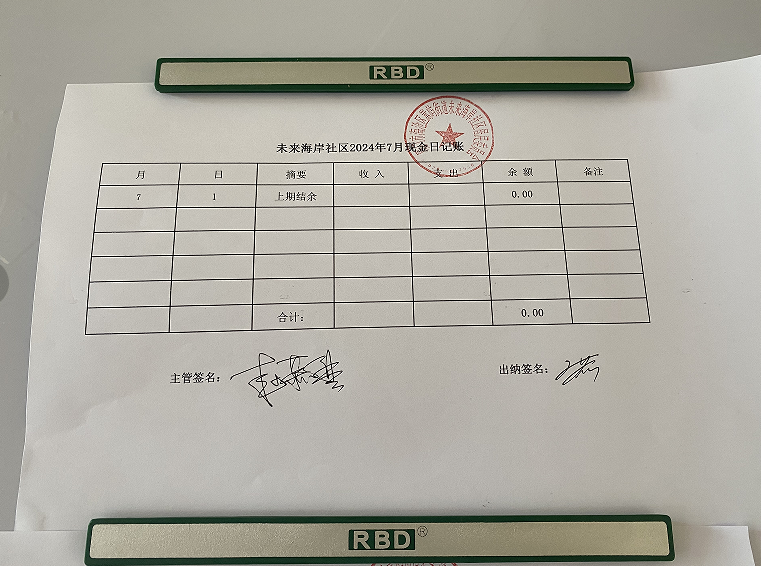 RBD®
未来海岸社区2024年7月现金日记账
月 日 摘要 收入 支出 余额 备注
7 1 上期结余 0.00
合计: 0.00
主管签名: 出纳签名:
RBD®